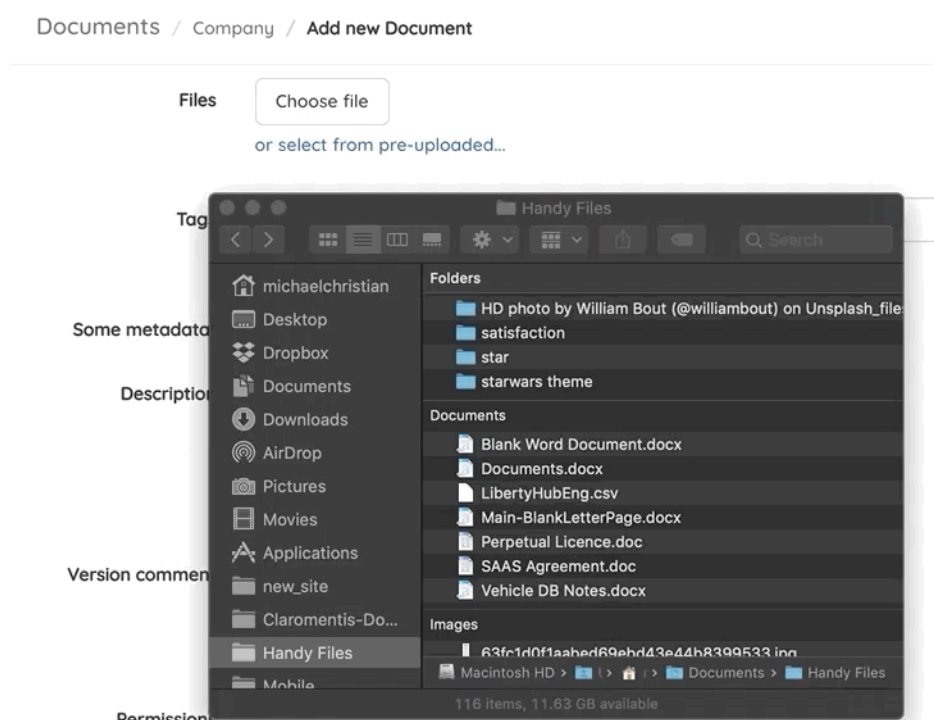 Documents / Company / Add new Document
Files
Choose file
or select from pre-uploaded...
Tag
Some metadata
Description
Version commen
Permissions
Handy Files
Search
michaelchristian
Desktop
Dropbox
Documents
Downloads
AirDrop
Pictures
Movies
Applications
new_site
Claromentis-Do...
Handy Files
Mobile
Folders
HD photo by William Bout (@williambout) on Unsplash_file
satisfaction
star
starwars theme
Documents
Blank Word Document.docx
Documents.docx
LibertyHubEng.csv
Main-BlankLetterPage.docx
Perpetual Licence.doc
SAAS Agreement.doc
Vehicle DB Notes.docx
Images
63fc1d0f1aabed69ebd43e44b8399533.jpg
Macintosh HD › › › Documents › Handy Files
116 items, 11.63 GB available